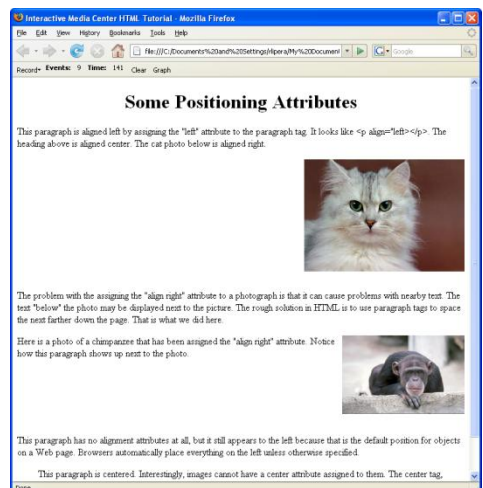 Interactive Media Center HTML Tutorial - Mozilla Firefox
File Edit View History Bookmarks Tools Help
file:///C:/Documents%20and%20Settings/Hipera/My%20Document Google
Record▾ Events: 9 Time: 141 Clear Graph
Some Positioning Attributes
This paragraph is aligned left by assigning the "left" attribute to the paragraph tag. It looks like <p align="left></p>. The
heading above is aligned center. The cat photo below is aligned right.
The problem with the assigning the "align right" attribute to a photograph is that it can cause problems with nearby text. The
text "below" the photo may be displayed next to the picture. The rough solution in HTML is to use paragraph tags to space
the next farther down the page. That is what we did here.
Here is a photo of a chimpanzee that has been assigned the "align right" attribute. Notice
how this paragraph shows up next to the photo.
This paragraph has no alignment attributes at all, but it still appears to the left because that is the default position for objects
on a Web page. Browsers automatically place everything on the left unless otherwise specified.
This paragraph is centered. Interestingly, images cannot have a center attribute assigned to them. The center tag,
Done